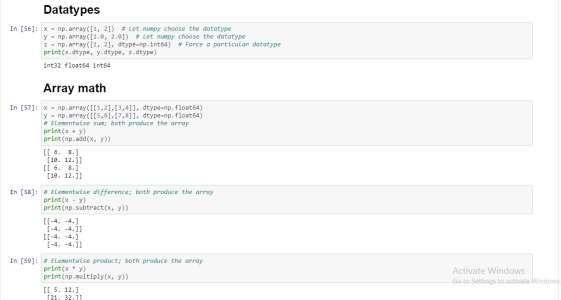 Datatypes
In [56]: x = np.array([1, 2])  # Let numpy choose the datatype
y = np.array([1.0, 2.0])  # Let numpy choose the datatype
z = np.array([1, 2], dtype=np.int64)  # Force a particular datatype
print(x.dtype, y.dtype, z.dtype)
int32 float64 int64
Array math
In [57]: x = np.array([[1,2],[3,4]], dtype=np.float64)
y = np.array([[5,6],[7,8]], dtype=np.float64)
# Elementwise sum; both produce the array
print(x + y)
print(np.add(x, y))
[[ 6.  8.]
 [10. 12.]]
[[ 6.  8.]
 [10. 12.]]
In [58]: # Elementwise difference; both produce the array
print(x - y)
print(np.subtract(x, y))
[[-4. -4.]
 [-4. -4.]]
[[-4. -4.]
 [-4. -4.]]
In [59]: # Elementwise product; both produce the array
print(x * y)
print(np.multiply(x, y))
[[ 5. 12.]
 [21. 32.]]
Activate Windows
Go to Settings to activate Windows.